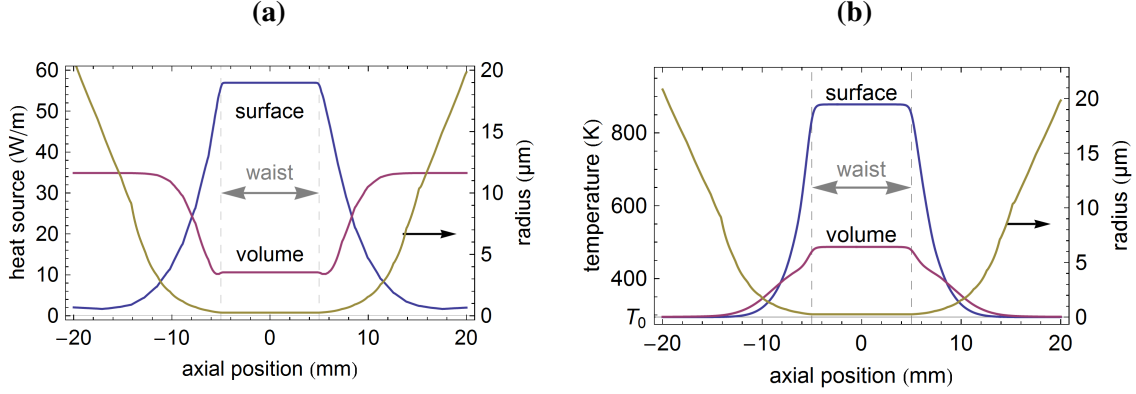 (a)
(b)
heat source (W/m)
60
50
40
30
20
10
0
surface
waist
volume
20
15
10
5
0
radius (μm)
−20
−10
0
10
20
axial position (mm)
temperature (K)
800
600
400
T0
surface
waist
volume
20
15
10
5
0
radius (μm)
−20
−10
0
10
20
axial position (mm)